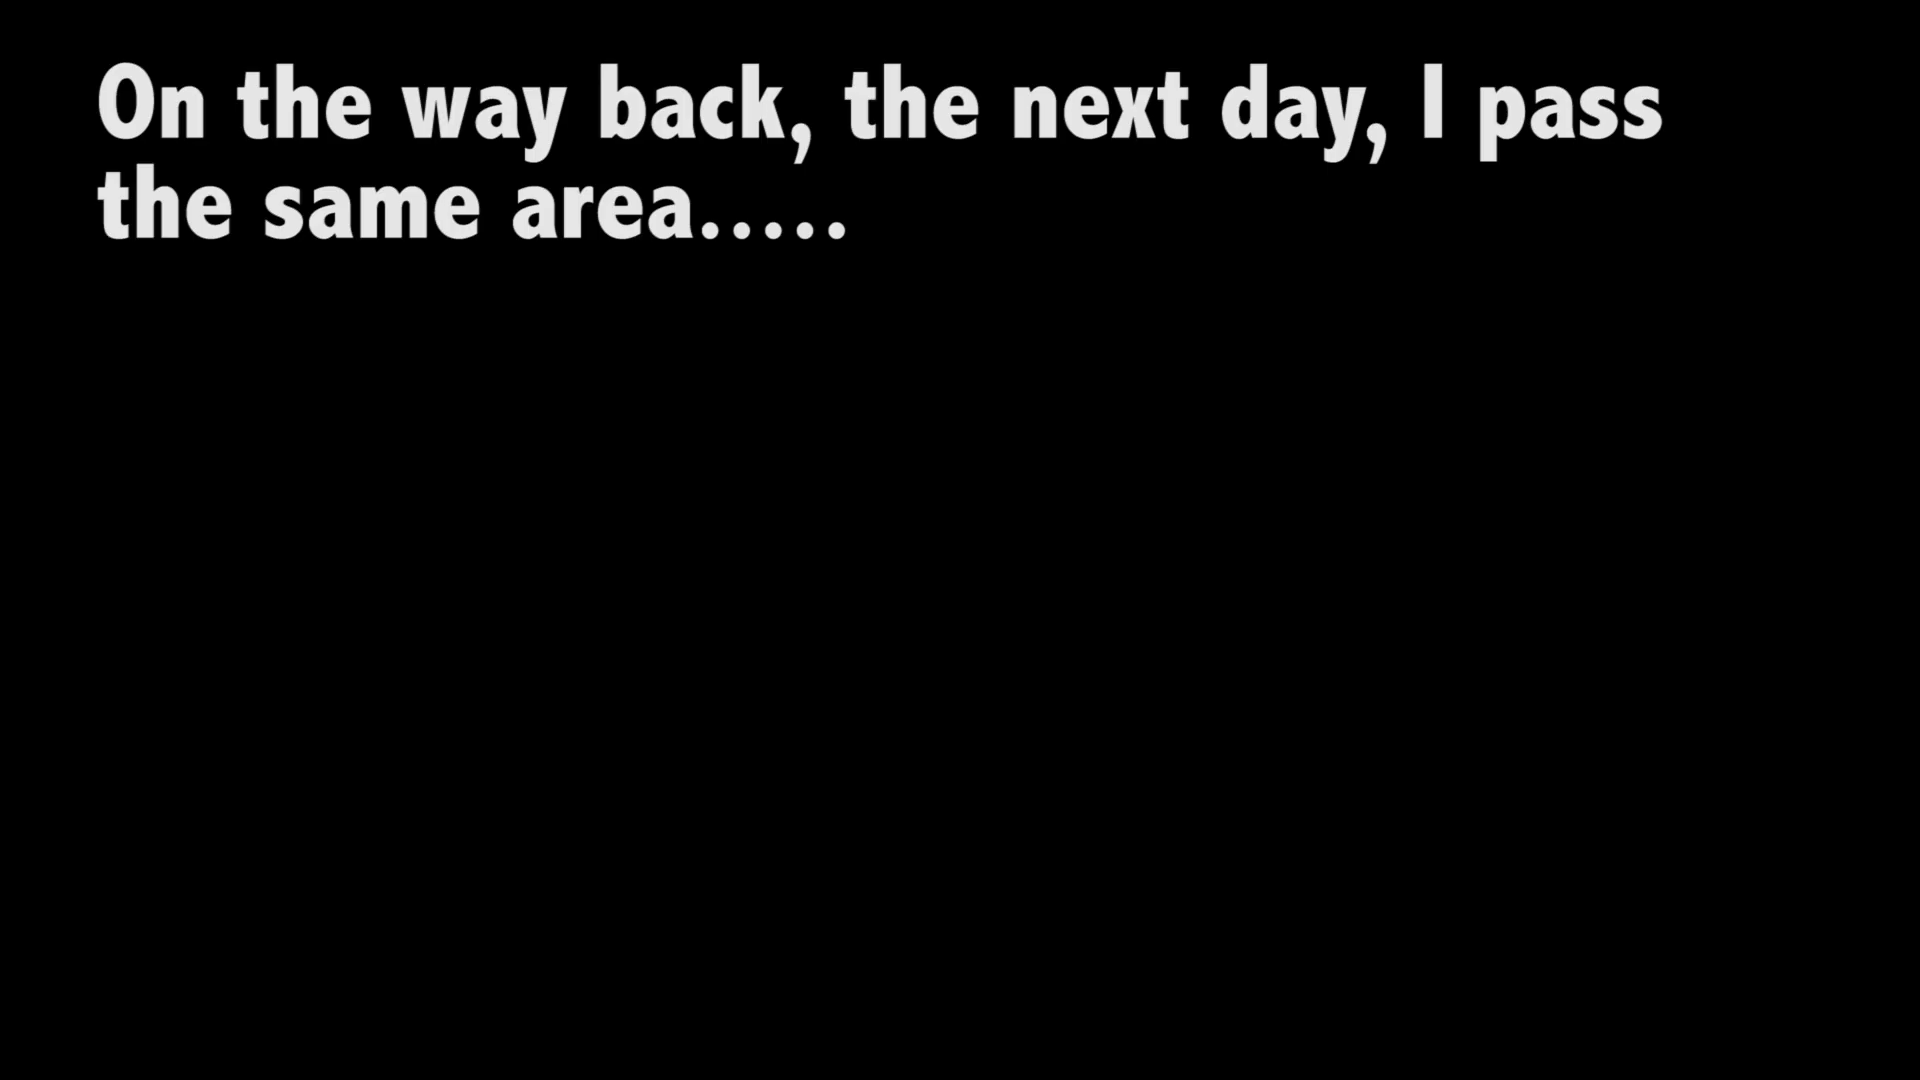 On the way back, the next day, I pass
the same area.....